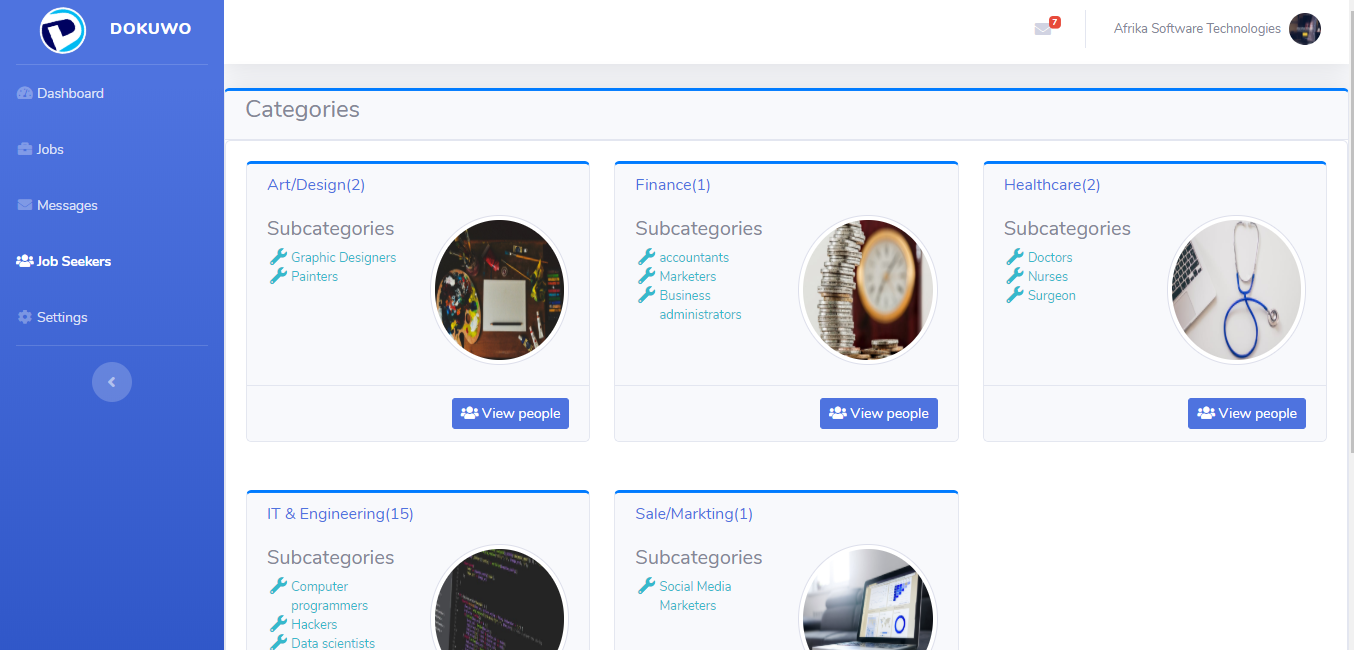 DOKUWO
7
Afrika Software Technologies
Dashboard
Jobs
Messages
Job Seekers
Settings
Categories
Art/Design(2)
Subcategories
Graphic Designers
Painters
View people
Finance(1)
Subcategories
accountants
Marketers
Business
administrators
View people
Healthcare(2)
Subcategories
Doctors
Nurses
Surgeon
View people
IT & Engineering(15)
Subcategories
Computer
programmers
Hackers
Data scientists
Sale/Markting(1)
Subcategories
Social Media
Marketers